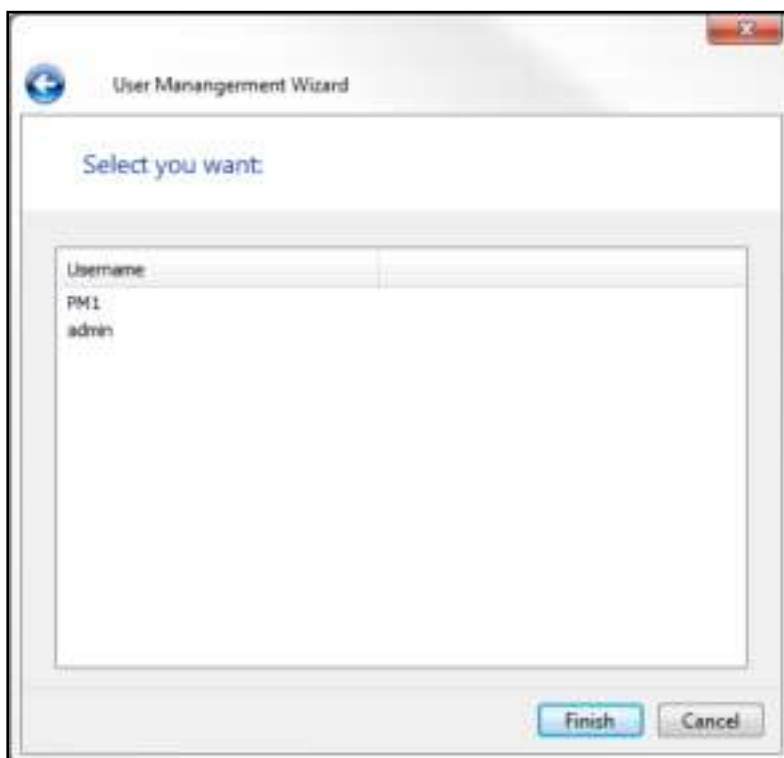 User Manangerment Wizard
Select you want:
Username
PM1
admin
Finish Cancel